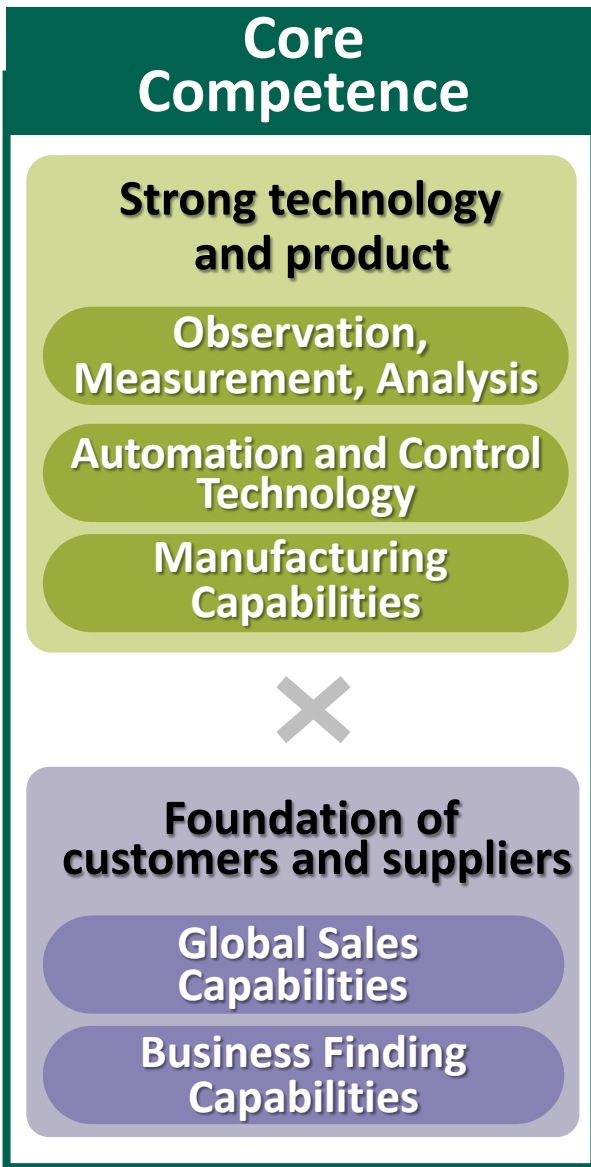 Core
Competence
Strong technology
and product
Observation,
Measurement, Analysis
Automation and Control
Technology
Manufacturing
Capabilities
×
Foundation of
customers and suppliers
Global Sales
Capabilities
Business Finding
Capabilities